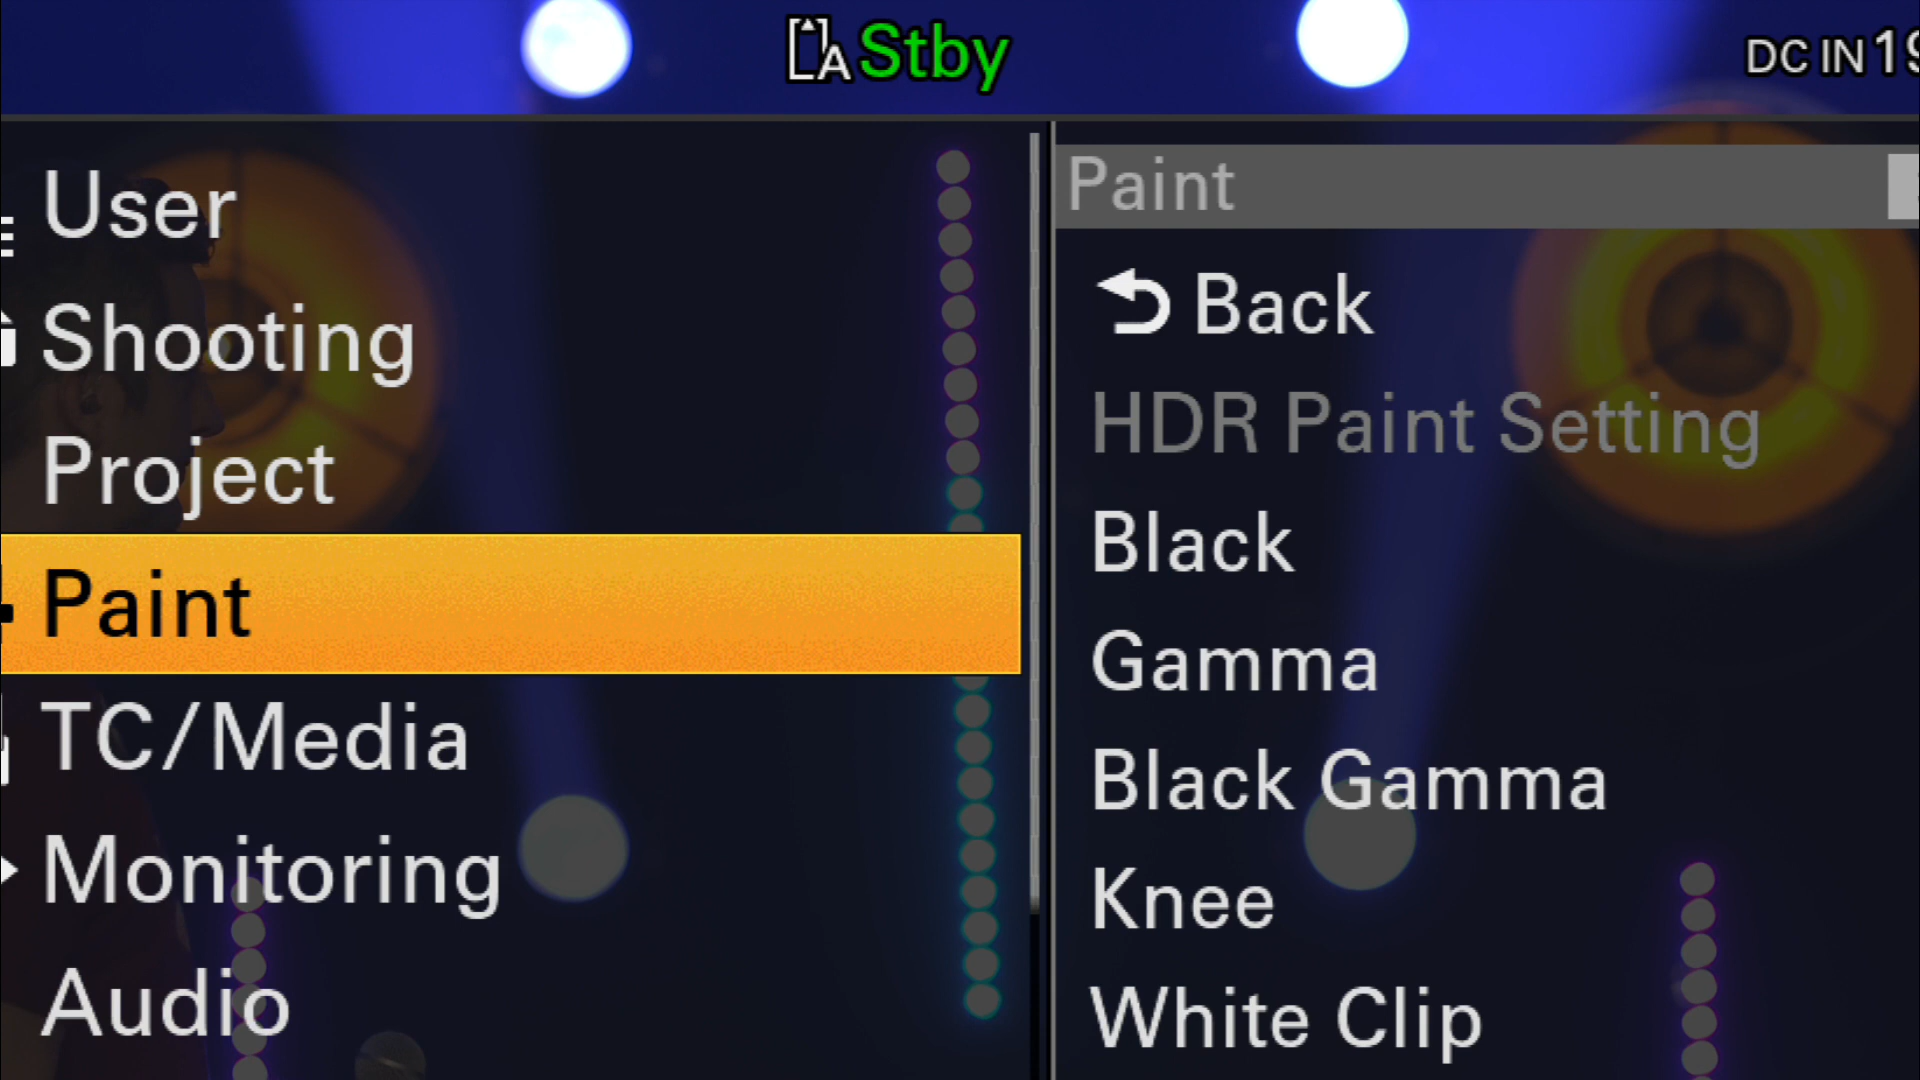 A Stby
DC IN
User
Shooting
Project
Paint
TC/Media
Monitoring
Audio
Paint
Back
HDR Paint Setting
Black
Gamma
Black Gamma
Knee
White Clip